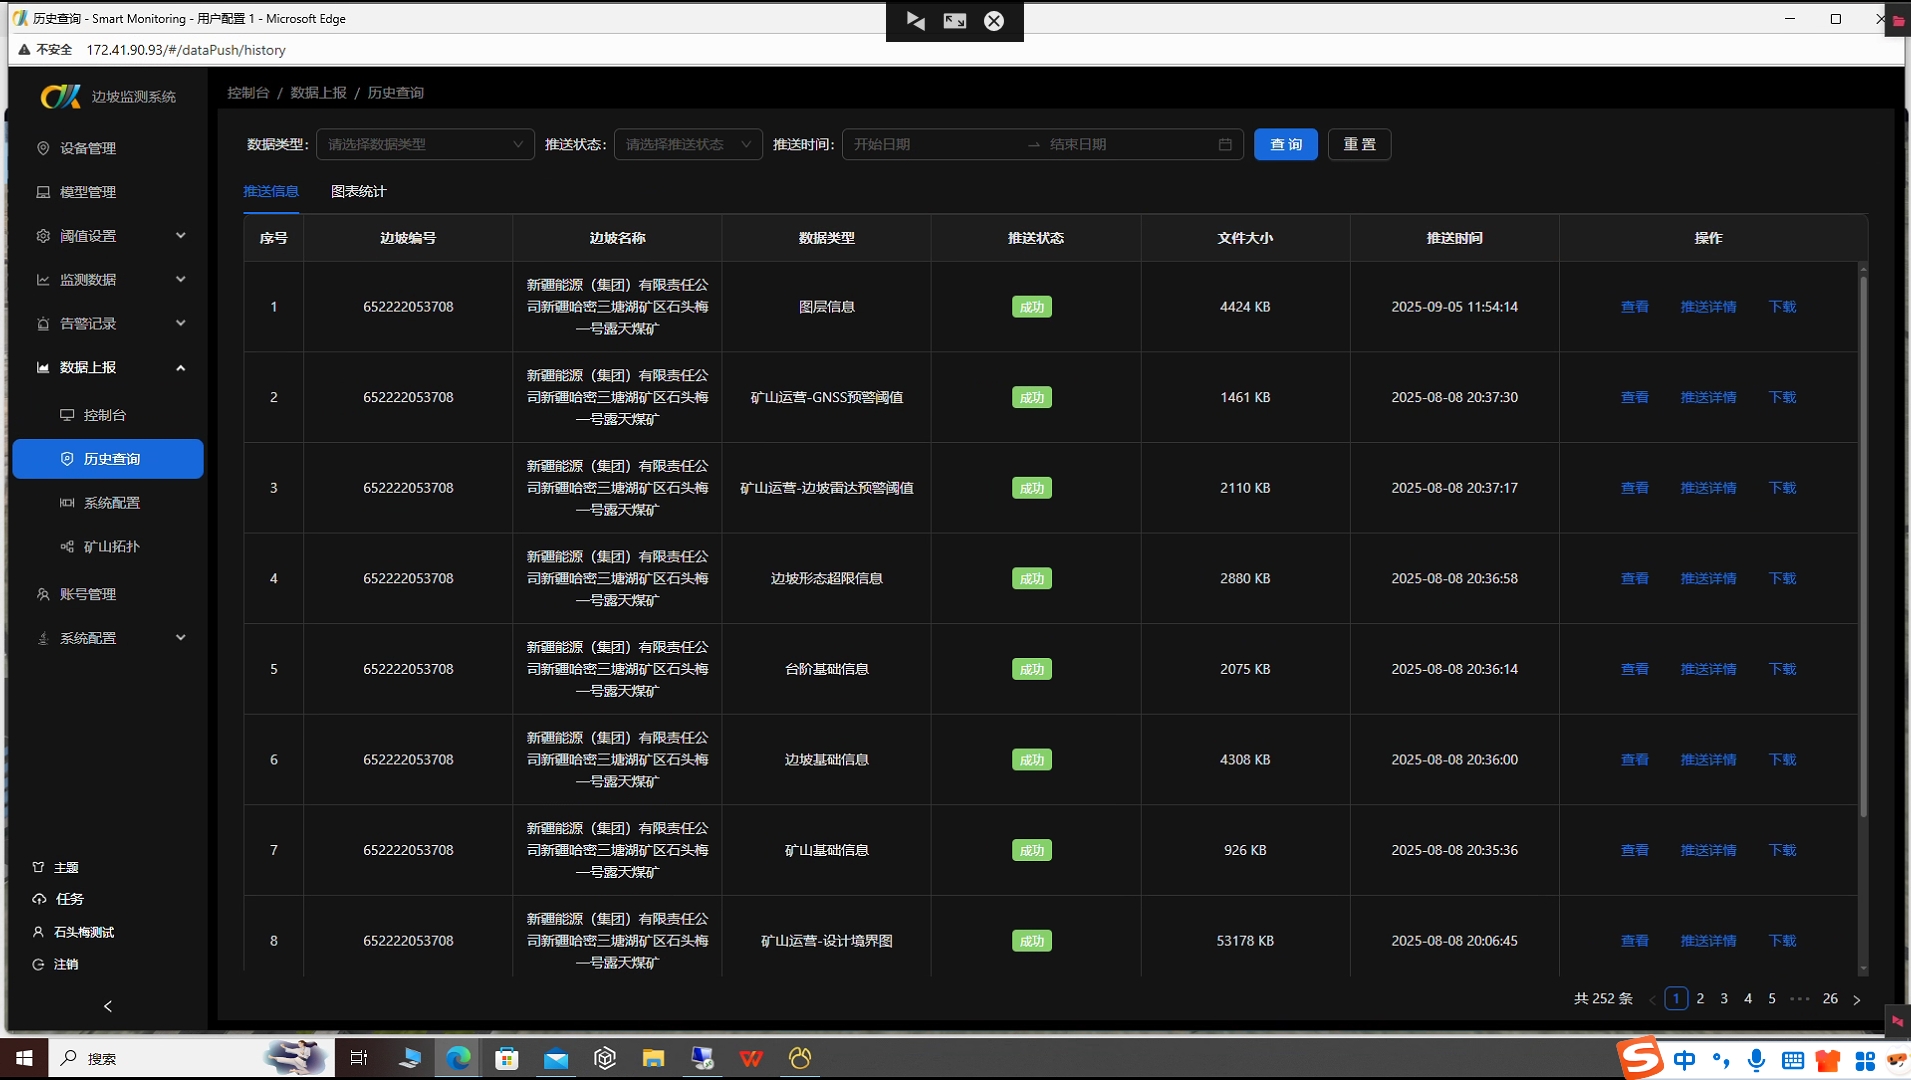 历史查询 - Smart Monitoring - 用户配置 1 - Microsoft Edge
不安全 172.41.90.93/#/dataPush/history
边坡监测系统
控制台 / 数据上报 / 历史查询
设备管理
模型管理
阈值设置
监测数据
告警记录
数据上报
控制台
历史查询
系统配置
矿山拓扑
账号管理
系统配置
主题
任务
石头梅测试
注销
数据类型: 请选择数据类型 推送状态: 请选择推送状态 推送时间: 开始日期 → 结束日期 查 询 重 置
推送信息 图表统计
序号 边坡编号 边坡名称 数据类型 推送状态 文件大小 推送时间 操作
新疆能源（集团）有限责任公
1 652222053708 司新疆哈密三塘湖矿区石头梅 图层信息 成功 4424 KB 2025-09-05 11:54:14 查看 推送详情 下载
一号露天煤矿
新疆能源（集团）有限责任公
2 652222053708 司新疆哈密三塘湖矿区石头梅 矿山运营-GNSS预警阈值 成功 1461 KB 2025-08-08 20:37:30 查看 推送详情 下载
一号露天煤矿
新疆能源（集团）有限责任公
3 652222053708 司新疆哈密三塘湖矿区石头梅 矿山运营-边坡雷达预警阈值 成功 2110 KB 2025-08-08 20:37:17 查看 推送详情 下载
一号露天煤矿
新疆能源（集团）有限责任公
4 652222053708 司新疆哈密三塘湖矿区石头梅 边坡形态超限信息 成功 2880 KB 2025-08-08 20:36:58 查看 推送详情 下载
一号露天煤矿
新疆能源（集团）有限责任公
5 652222053708 司新疆哈密三塘湖矿区石头梅 台阶基础信息 成功 2075 KB 2025-08-08 20:36:14 查看 推送详情 下载
一号露天煤矿
新疆能源（集团）有限责任公
6 652222053708 司新疆哈密三塘湖矿区石头梅 边坡基础信息 成功 4308 KB 2025-08-08 20:36:00 查看 推送详情 下载
一号露天煤矿
新疆能源（集团）有限责任公
7 652222053708 司新疆哈密三塘湖矿区石头梅 矿山基础信息 成功 926 KB 2025-08-08 20:35:36 查看 推送详情 下载
一号露天煤矿
新疆能源（集团）有限责任公
8 652222053708 司新疆哈密三塘湖矿区石头梅 矿山运营-设计境界图 成功 53178 KB 2025-08-08 20:06:45 查看 推送详情 下载
一号露天煤矿
共 252 条 1 2 3 4 5 ••• 26
搜索
中